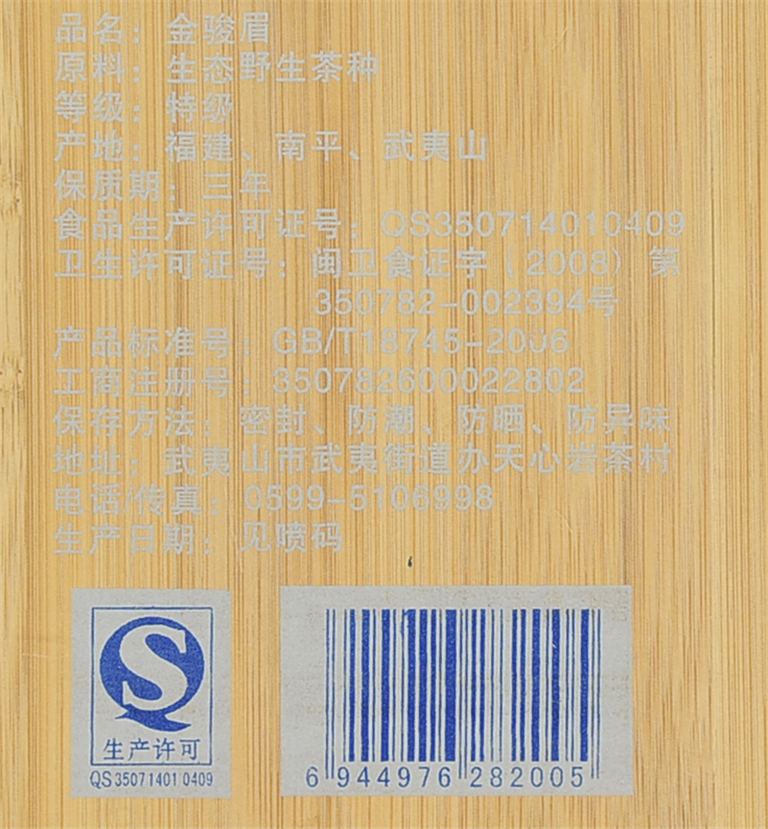 品名：金骏眉
原料：生态野生茶种
等级：特级
产地：福建、南平、武夷山
保质期：三年
食品生产许可证号：QS350714010409
卫生许可证号：闽卫食证字（2008）第
350782-002394号
产品标准号：GB/T18745-2006
工商注册号：350782600022802
保存方法：密封、防潮、防晒、防异味
地址：武夷山市武夷街道办天心岩茶村
电话/传真：0599-5106998
生产日期：见喷码
S
生产许可
QS35071401 0409
6 944976 282005